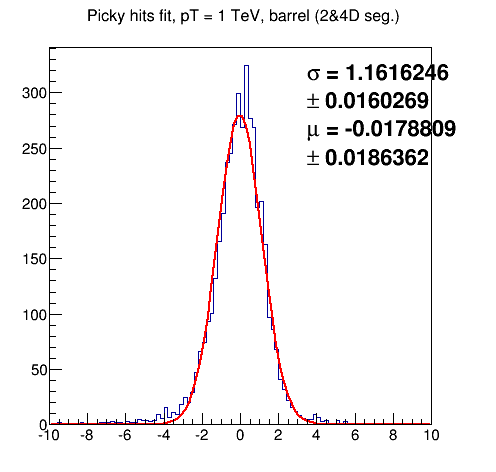 Picky hits fit, pT = 1 TeV, barrel (2&4D seg.)
σ = 1.1616246
± 0.0160269
μ = -0.0178809
± 0.0186362
300
250
200
150
100
50
0
-10 -8 -6 -4 -2 0 2 4 6 8 10